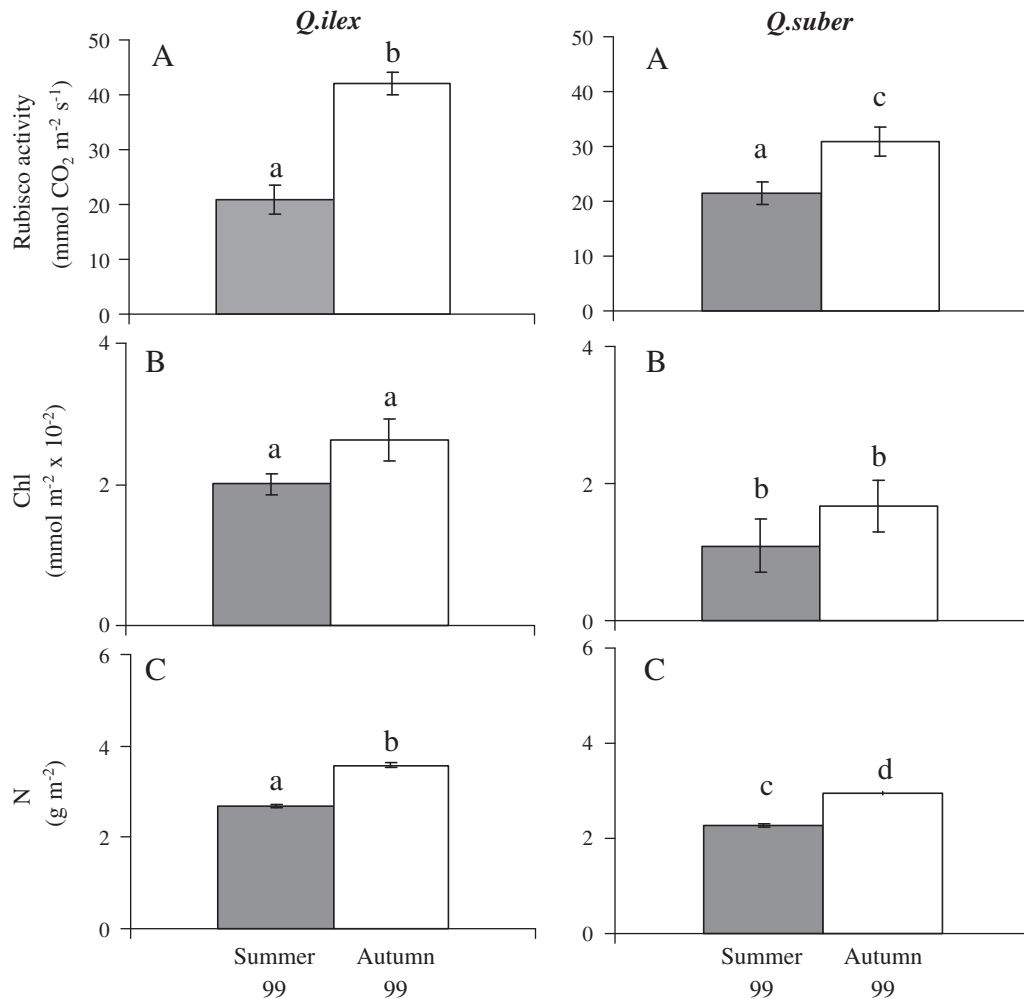 Q.ilex
Q.suber
A
Rubisco activity
(mmol CO₂ m⁻² s⁻¹)
50
40
30
20
10
0
a
b
A
50
40
30
20
10
0
a
c
B
Chl
(mmol m⁻² x 10⁻²)
4
2
0
a
a
B
4
2
0
b
b
C
N
(g m⁻²)
6
4
2
0
a
b
Summer
99
Autumn
99
C
6
4
2
0
c
d
Summer
99
Autumn
99